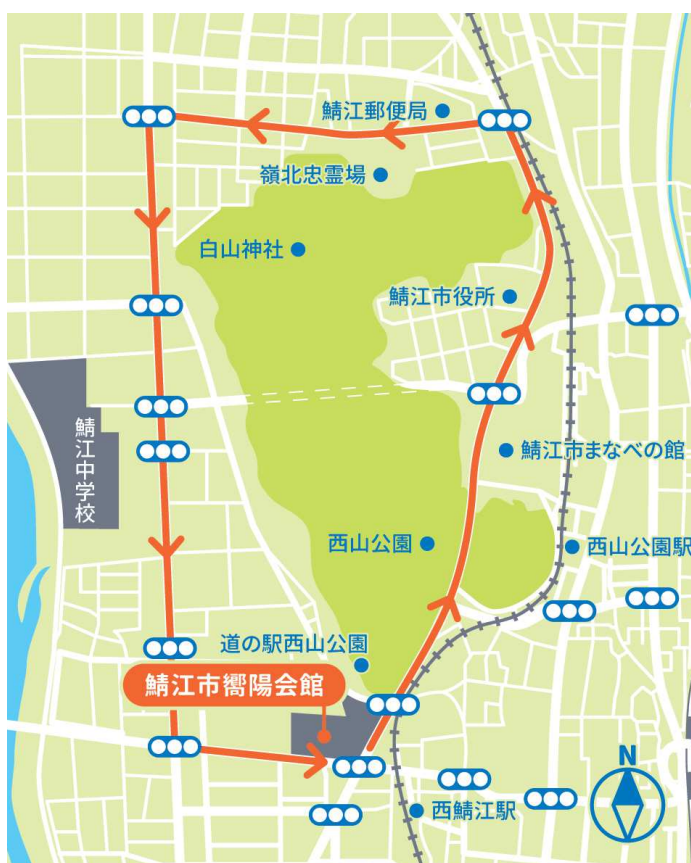 鯖江郵便局
嶺北忠霊場
白山神社
鯖江市役所
鯖江中学校
鯖江市まなべの館
西山公園
西山公園駅
道の駅西山公園
鯖江市嚮陽会館
N
西鯖江駅